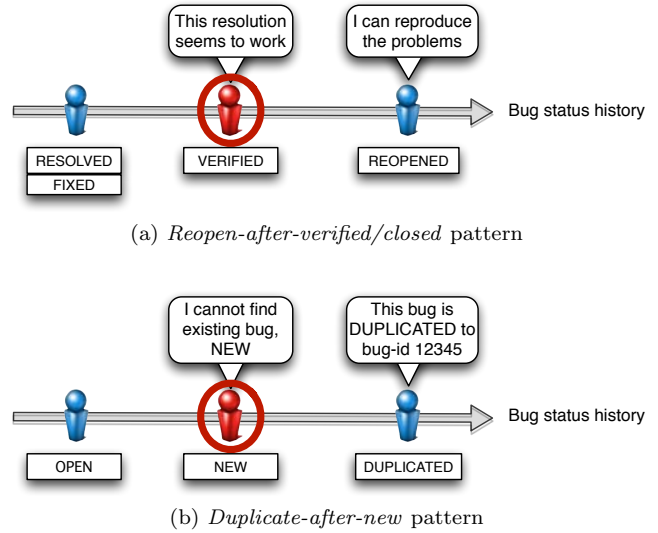 This resolution
seems to work
I can reproduce
the problems
Bug status history
RESOLVED
FIXED
VERIFIED
REOPENED
(a) Reopen-after-verified/closed pattern
I cannot find
existing bug,
NEW
This bug is
DUPLICATED to
bug-id 12345
Bug status history
OPEN
NEW
DUPLICATED
(b) Duplicate-after-new pattern